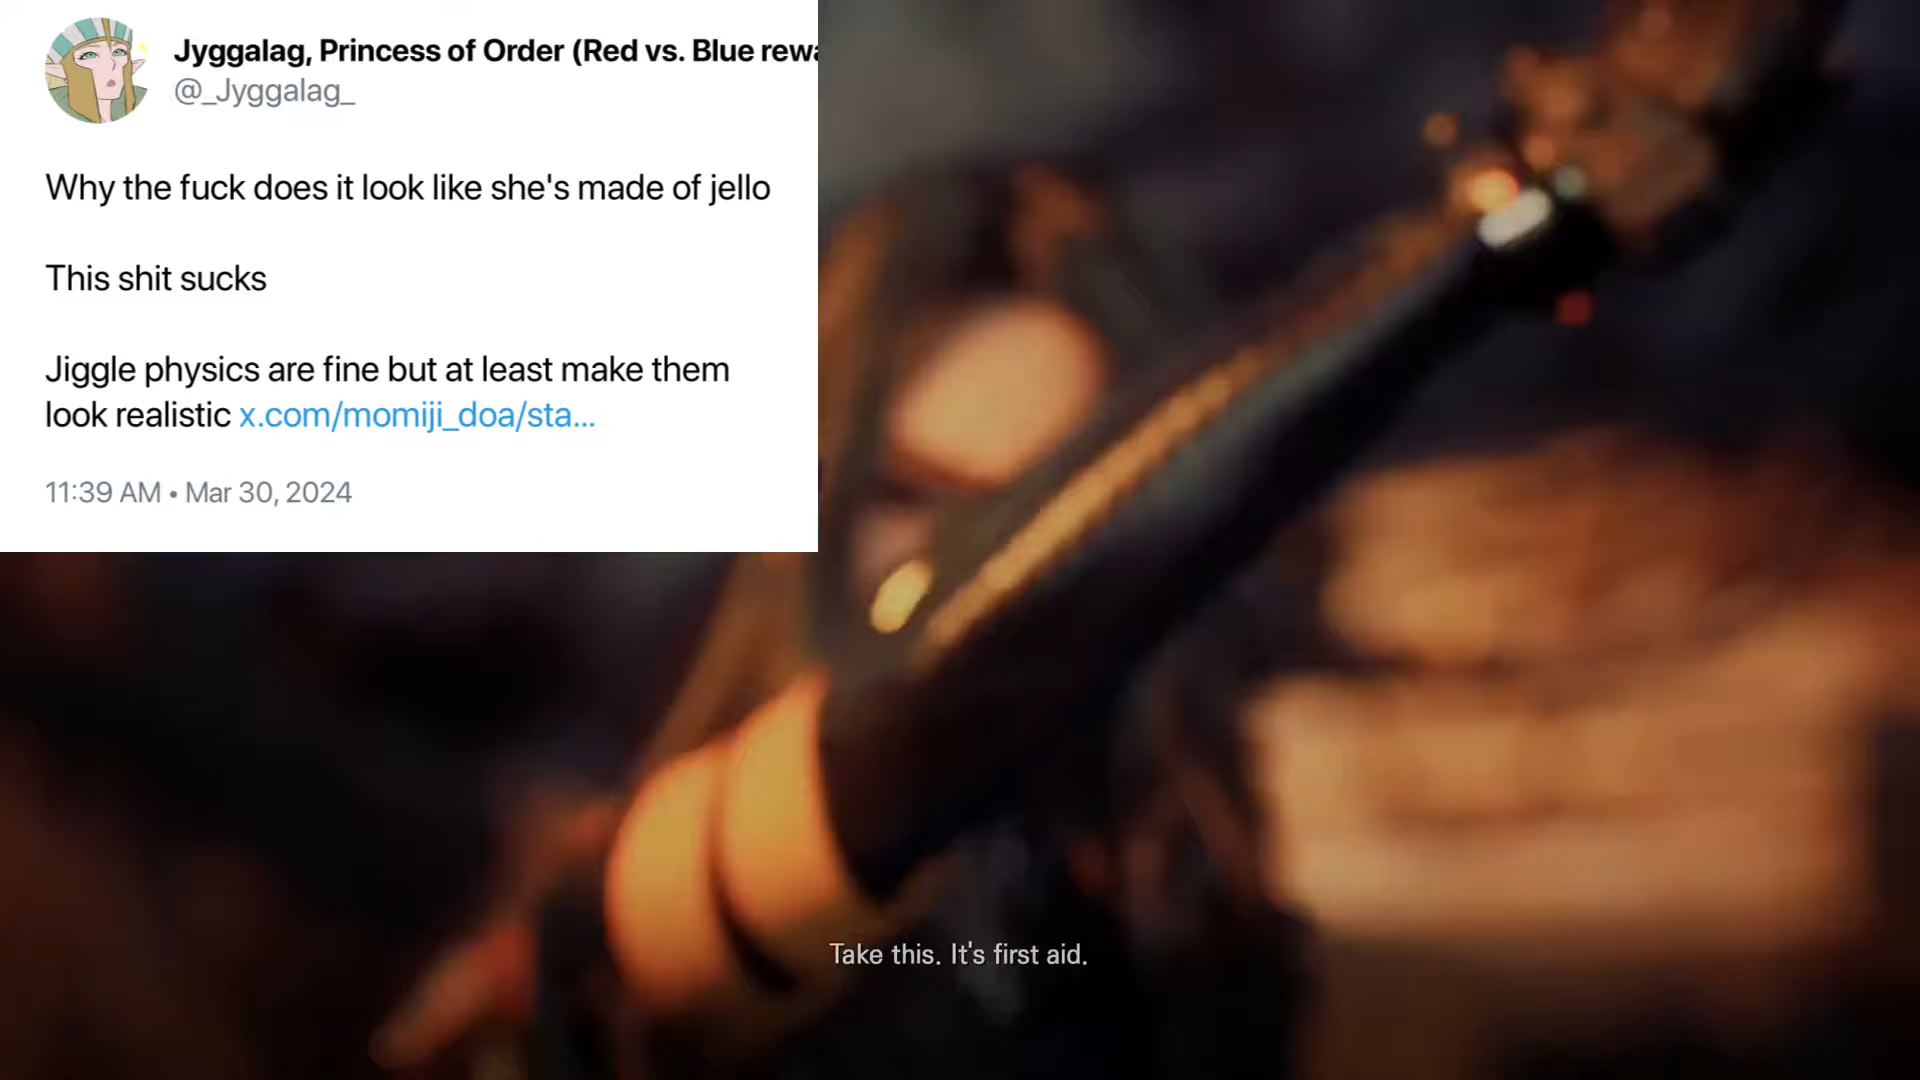 Jyggalag, Princess of Order (Red vs. Blue rewa
@_Jyggalag_
Why the fuck does it look like she's made of jello
This shit sucks
Jiggle physics are fine but at least make them
look realistic x.com/momiji_doa/sta...
11:39 AM • Mar 30, 2024
Take this. It's first aid.